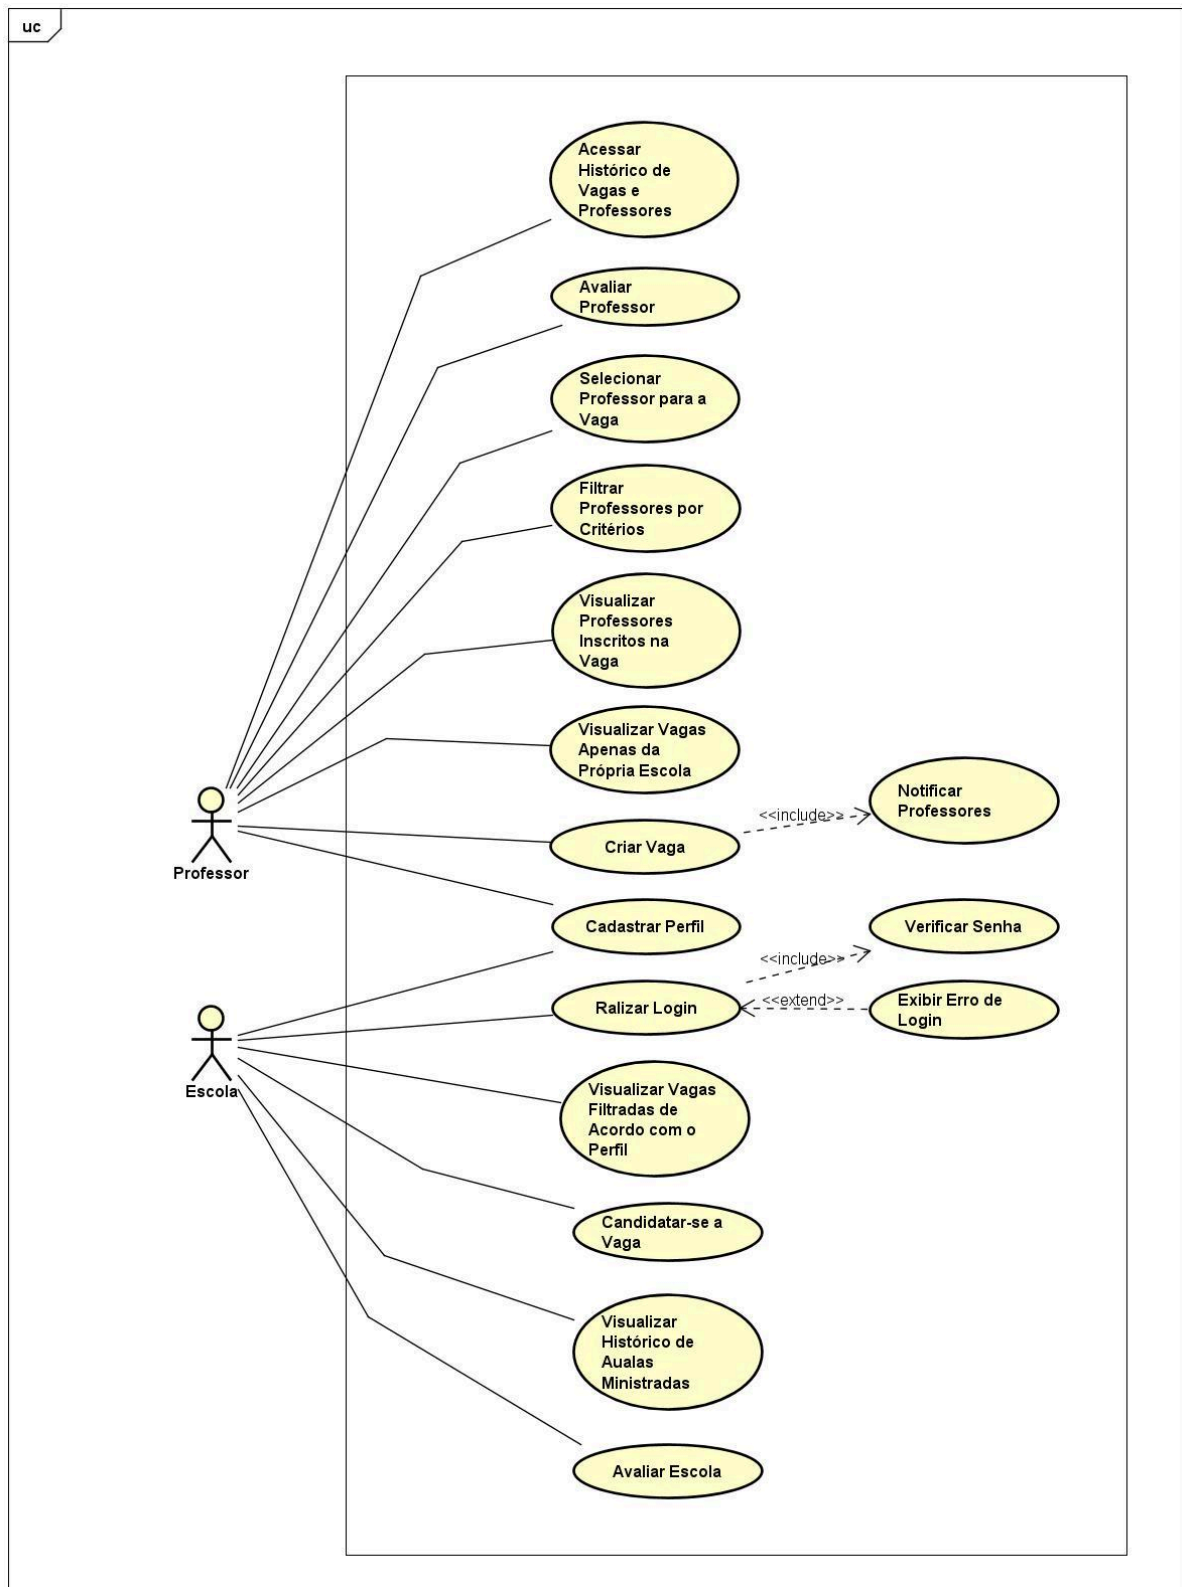 uc
Acessar
Histórico de
Vagas e
Professores
Avaliar
Professor
Selecionar
Professor para a
Vaga
Filtrar
Professores por
Critérios
Visualizar
Professores
Inscritos na
Vaga
Visualizar Vagas
Apenas da
Própria Escola
Notificar
Professores
<<include>>
Criar Vaga
Professor
Cadastrar Perfil
Verificar Senha
<<include>>
Ralizar Login
<<extend>>
Exibir Erro de
Login
Escola
Visualizar Vagas
Filtradas de
Acordo com o
Perfil
Candidatar-se a
Vaga
Visualizar
Histórico de
Aualas
Ministradas
Avaliar Escola